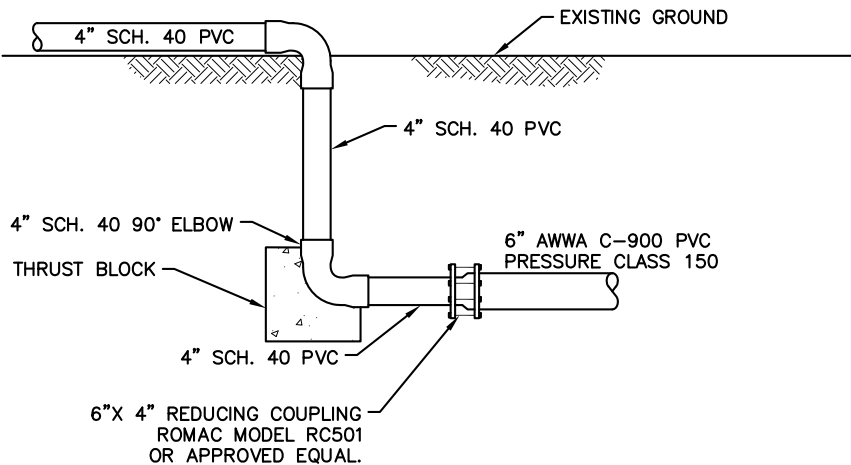 EXISTING GROUND
4" SCH. 40 PVC
4" SCH. 40 PVC
4" SCH. 40 90° ELBOW
6" AWWA C-900 PVC
PRESSURE CLASS 150
THRUST BLOCK
4" SCH. 40 PVC
6"X 4" REDUCING COUPLING
ROMAC MODEL RC501
OR APPROVED EQUAL.